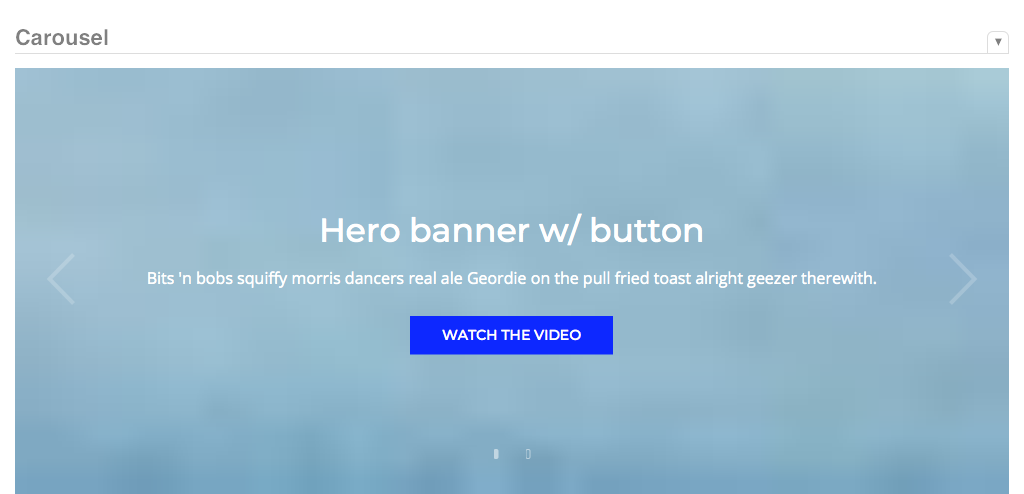 Carousel
Hero banner w/ button
Bits 'n bobs squiffy morris dancers real ale Geordie on the pull fried toast alright geezer therewith.
WATCH THE VIDEO